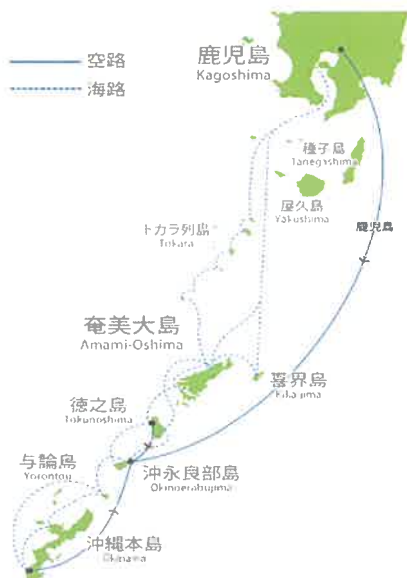 空路
海路
鹿児島
Kagoshima
種子島
Tanegashima
屋久島
Yakushima
鹿児島
トカラ列島
Tokara
奄美大島
Amami-Oshima
喜界島
Kikaijima
徳之島
Tokunoshima
与論島
Yorontou
沖永良部島
Okinoerabujima
沖縄本島
Okinawa